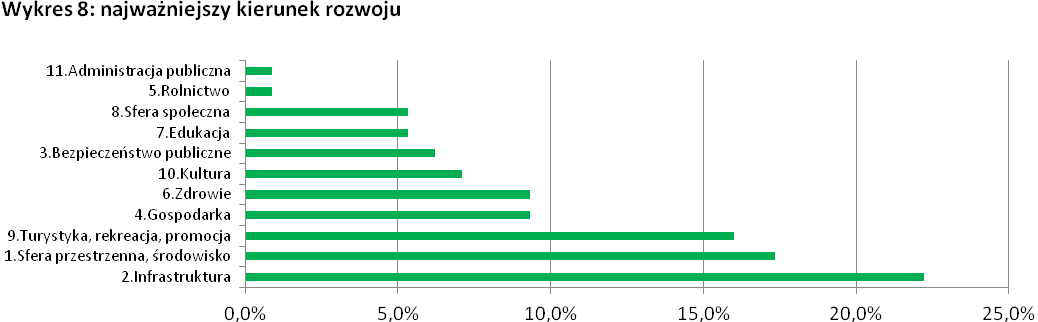 Wykres 8: najważniejszy kierunek rozwoju
11.Administracja publiczna
5.Rolnictwo
8.Sfera społeczna
7.Edukacja
3.Bezpieczeństwo publiczne
10.Kultura
6.Zdrowie
4.Gospodarka
9.Turystyka, rekreacja, promocja
1.Sfera przestrzenna, środowisko
2.Infrastruktura
0,0% 5,0% 10,0% 15,0% 20,0% 25,0%